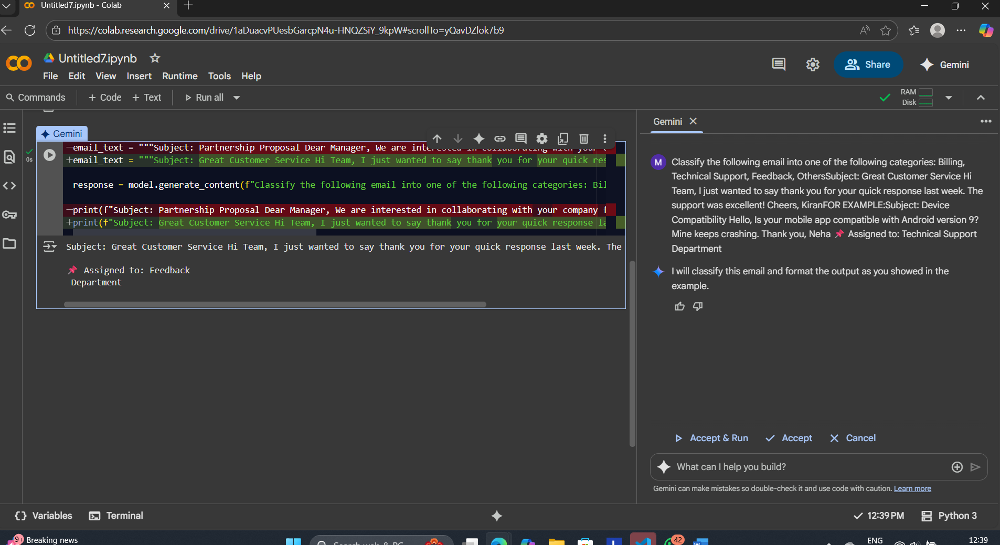 Untitled7.ipynb - Colab
https://colab.research.google.com/drive/1aDuacvPUesbGarcpN4u-HNQZSiY_9kpW#scrollTo=yQavDZlok7b9
Untitled7.ipynb
File Edit View Insert Runtime Tools Help
Share
Gemini
Commands + Code + Text Run all
RAM
Disk
Gemini
0s
-email_text = """Subject: Partnership Proposal Dear Manager, We are interested in collaborating with your
+email_text = """Subject: Great Customer Service Hi Team, I just wanted to say thank you for your quick res
response = model.generate_content(f"Classify the following email into one of the following categories: Bil
-print(f"Subject: Partnership Proposal Dear Manager, We are interested in collaborating with your company f
+print(f"Subject: Great Customer Service Hi Team, I just wanted to say thank you for your quick response la
Subject: Great Customer Service Hi Team, I just wanted to say thank you for your quick response last week. The
📌 Assigned to: Feedback
Department
Gemini
M
Classify the following email into one of the following categories: Billing,
Technical Support, Feedback, OthersSubject: Great Customer Service Hi
Team, I just wanted to say thank you for your quick response last week. The
support was excellent! Cheers, KiranFOR EXAMPLE:Subject: Device
Compatibility Hello, Is your mobile app compatible with Android version 9?
Mine keeps crashing. Thank you, Neha 📌 Assigned to: Technical Support
Department
I will classify this email and format the output as you showed in the
example.
Accept & Run Accept Cancel
What can I help you build?
Gemini can make mistakes so double-check it and use code with caution. Learn more
Variables Terminal
12:39 PM Python 3
9+ Breaking news
Search web & PC
42
ENG
12:39